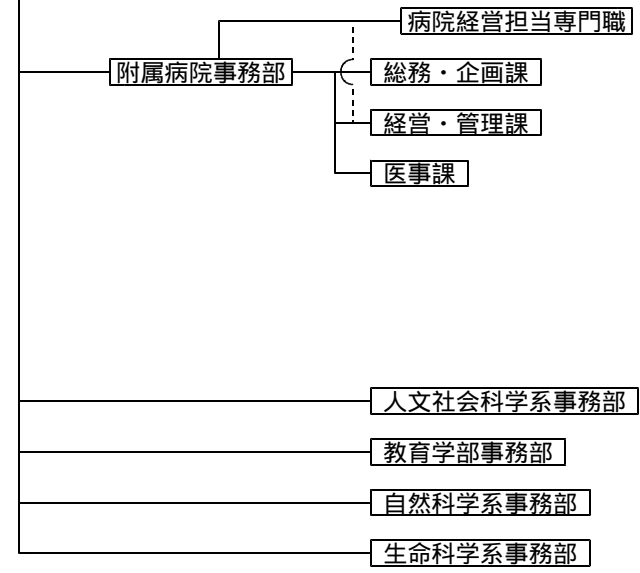 病院経営担当専門職
附属病院事務部
総務・企画課
経営・管理課
医事課
人文社会科学系事務部
教育学部事務部
自然科学系事務部
生命科学系事務部